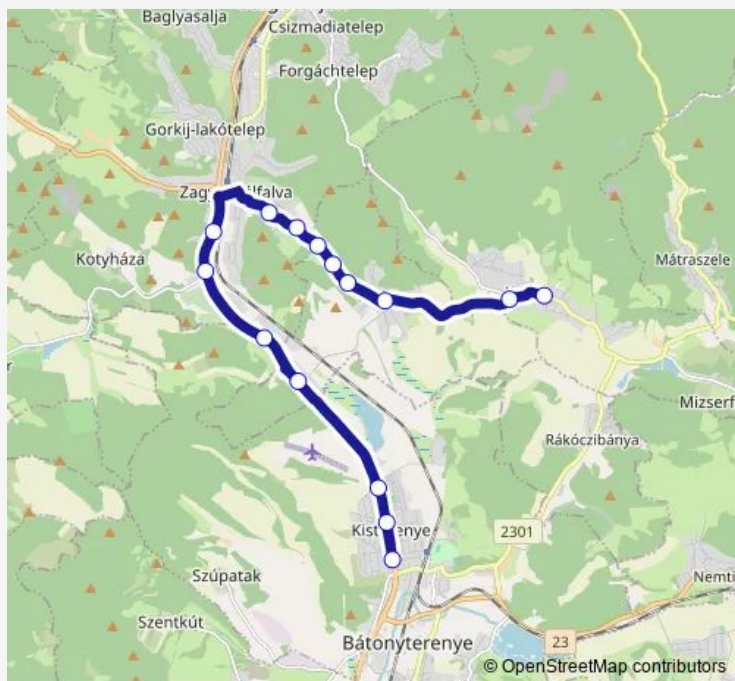 Baglyasalja
Csizmadiatelep
Forgáchtelep
Gorkij-lakótelep
Kotyháza
Mátraszele
Mizserf
Rákóczibánya
2301
Szúpatak
Nemti
Szentkút
23
Bátonyterenye
© OpenStreetMap contributors